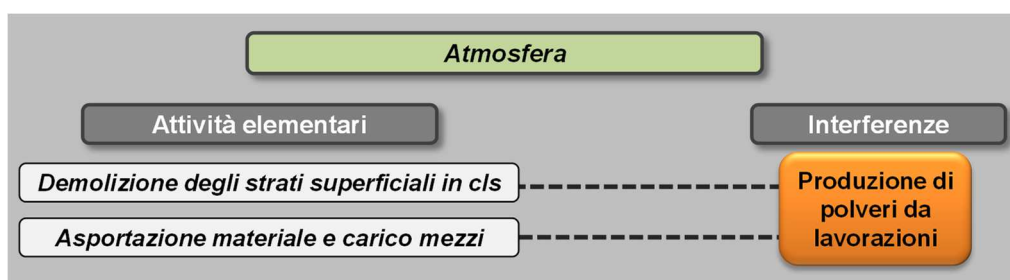 Atmosfera
Attività elementari
Interferenze
Demolizione degli strati superficiali in cls
Asportazione materiale e carico mezzi
Produzione di
polveri da
lavorazioni